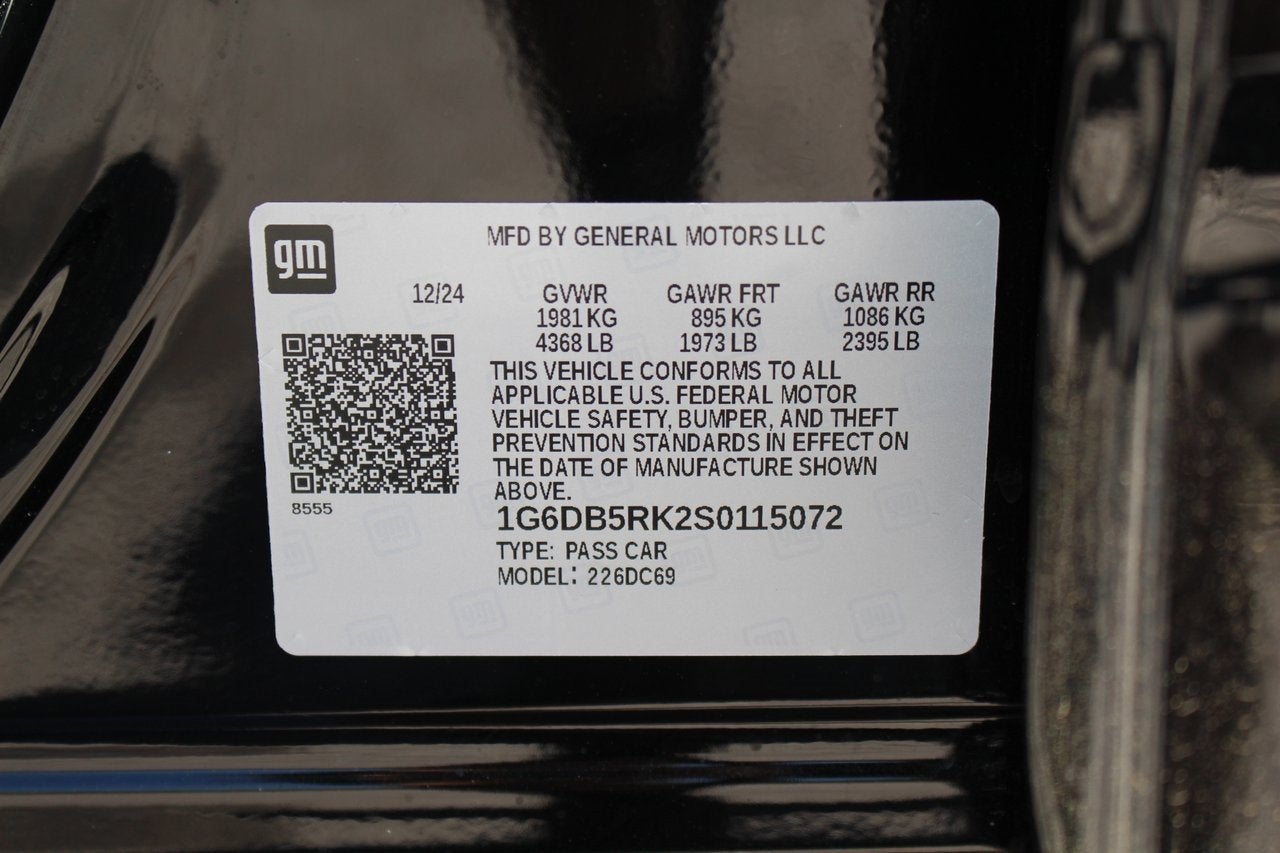 gm
MFD BY GENERAL MOTORS LLC
12/24 GVWR GAWR FRT GAWR RR
1981 KG 895 KG 1086 KG
4368 LB 1973 LB 2395 LB
THIS VEHICLE CONFORMS TO ALL
APPLICABLE U.S. FEDERAL MOTOR
VEHICLE SAFETY, BUMPER, AND THEFT
PREVENTION STANDARDS IN EFFECT ON
THE DATE OF MANUFACTURE SHOWN
ABOVE.
8555
1G6DB5RK2S0115072
TYPE: PASS CAR
MODEL: 226DC69